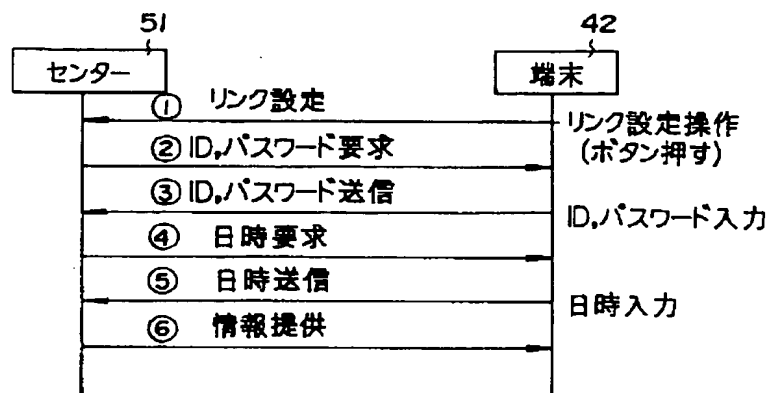 51
42
センター
端末
① リンク設定
リンク設定操作
(ボタン押す)
② ID,パスワード要求
③ ID,パスワード送信
ID,パスワード入力
④ 日時要求
⑤ 日時送信
日時入力
⑥ 情報提供